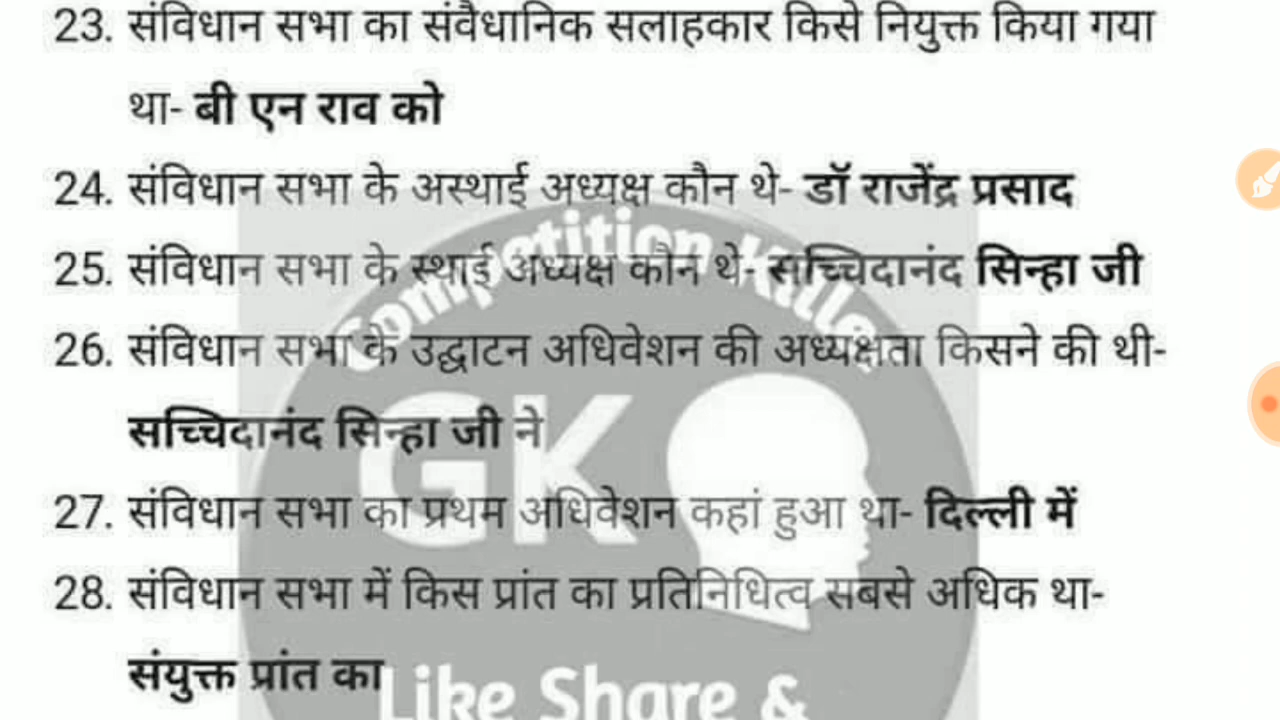 23. संविधान सभा का संवैधानिक सलाहकार किसे नियुक्त किया गया
था- बी एन राव को
24. संविधान सभा के अस्थाई अध्यक्ष कौन थे- डॉ राजेंद्र प्रसाद
25. संविधान सभा के स्थाई अध्यक्ष कौन थे- सच्चिदानंद सिन्हा जी
26. संविधान सभा के उद्घाटन अधिवेशन की अध्यक्षता किसने की थी-
सच्चिदानंद सिन्हा जी ने
27. संविधान सभा का प्रथम अधिवेशन कहां हुआ था- दिल्ली में
28. संविधान सभा में किस प्रांत का प्रतिनिधित्व सबसे अधिक था-
संयुक्त प्रांत का
Competition Killer
GK
Like Share &